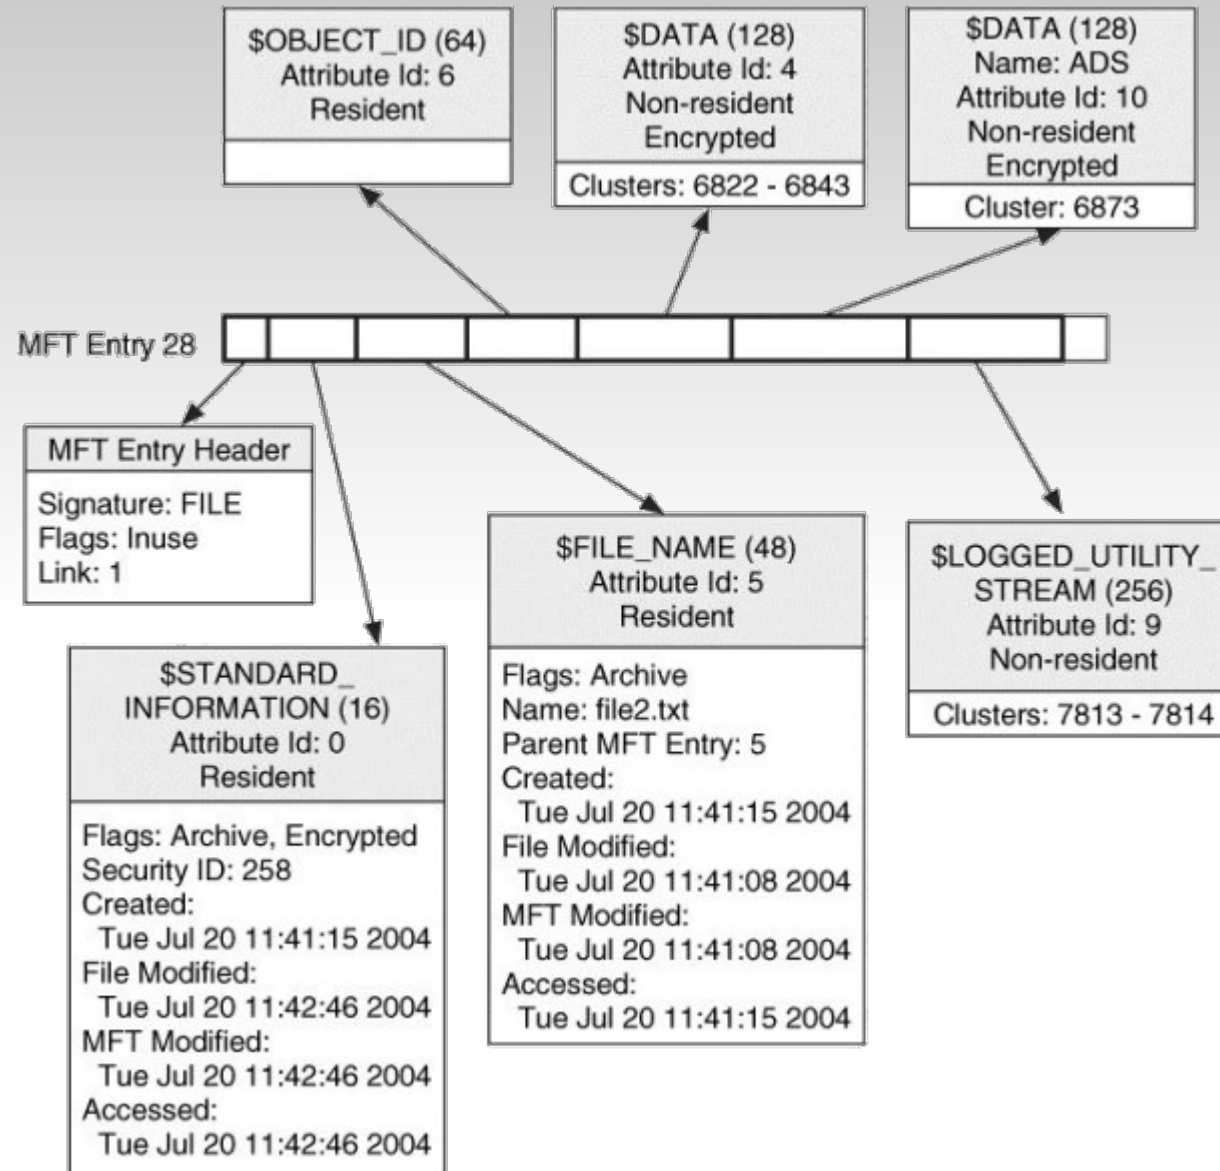 $OBJECT_ID (64)
Attribute Id: 6
Resident
$DATA (128)
Attribute Id: 4
Non-resident
Encrypted
Clusters: 6822 - 6843
$DATA (128)
Name: ADS
Attribute Id: 10
Non-resident
Encrypted
Cluster: 6873
MFT Entry 28
MFT Entry Header
Signature: FILE
Flags: Inuse
Link: 1
$STANDARD_
INFORMATION (16)
Attribute Id: 0
Resident
Flags: Archive, Encrypted
Security ID: 258
Created:
Tue Jul 20 11:41:15 2004
File Modified:
Tue Jul 20 11:42:46 2004
MFT Modified:
Tue Jul 20 11:42:46 2004
Accessed:
Tue Jul 20 11:42:46 2004
$FILE_NAME (48)
Attribute Id: 5
Resident
Flags: Archive
Name: file2.txt
Parent MFT Entry: 5
Created:
Tue Jul 20 11:41:15 2004
File Modified:
Tue Jul 20 11:41:08 2004
MFT Modified:
Tue Jul 20 11:41:08 2004
Accessed:
Tue Jul 20 11:41:15 2004
$LOGGED_UTILITY_
STREAM (256)
Attribute Id: 9
Non-resident
Clusters: 7813 - 7814